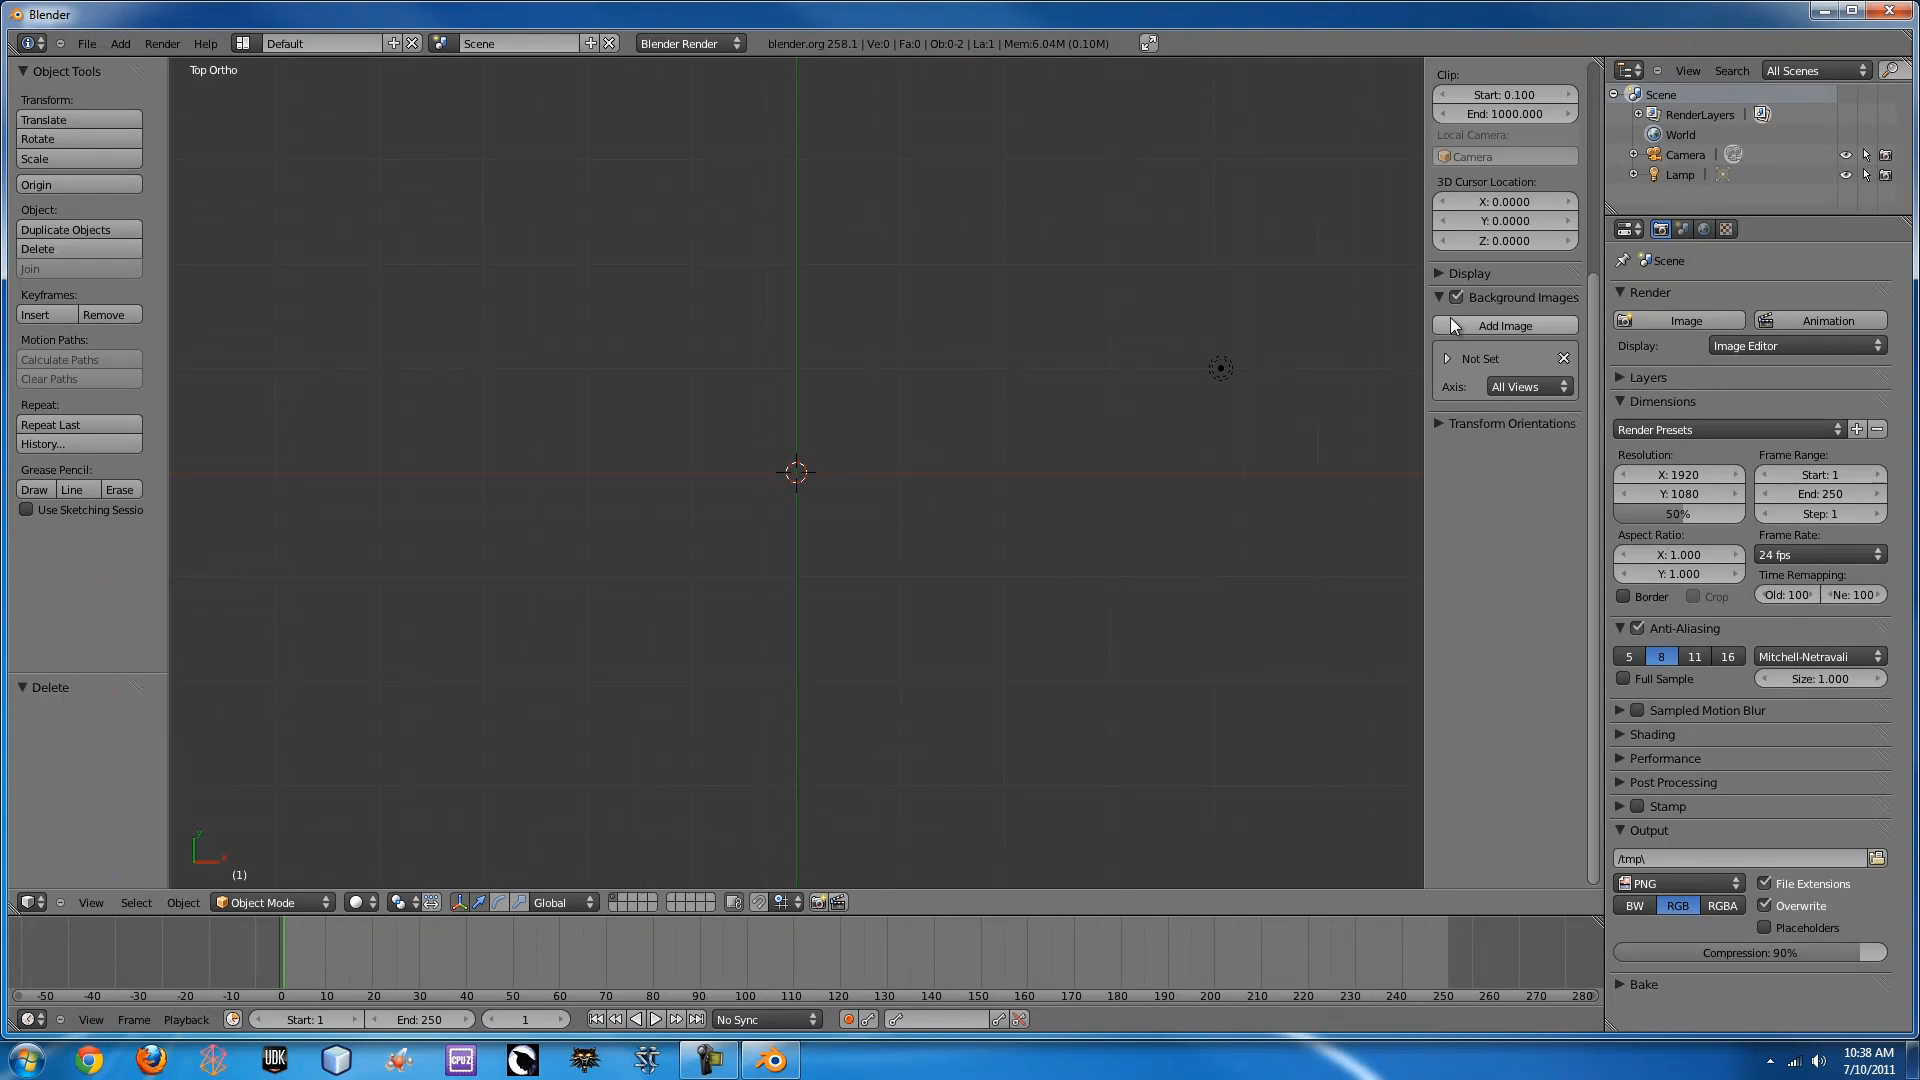 Blender
File Add Render Help Default Scene Blender Render blender.org 258.1 | Ve:0 | Fa:0 | Ob:0-2 | La:1 | Mem:6.04M (0.10M)
Object Tools
Transform:
Translate
Rotate
Scale
Origin
Object:
Duplicate Objects
Delete
Join
Keyframes:
Insert Remove
Motion Paths:
Calculate Paths
Clear Paths
Repeat:
Repeat Last
History...
Grease Pencil:
Draw Line Erase
Use Sketching Sessio
Delete
Top Ortho
y
x
(1)
Clip:
Start: 0.100
End: 1000.000
Local Camera:
Camera
3D Cursor Location:
X: 0.0000
Y: 0.0000
Z: 0.0000
Display
Background Images
Add Image
Not Set
Axis: All Views
Transform Orientations
View Search All Scenes
Scene
RenderLayers
World
Camera
Lamp
Scene
Render
Image Animation
Display: Image Editor
Layers
Dimensions
Render Presets
Resolution: Frame Range:
X: 1920 Start: 1
Y: 1080 End: 250
50% Step: 1
Aspect Ratio: Frame Rate:
X: 1.000 24 fps
Y: 1.000 Time Remapping:
Border Crop Old: 100 Ne: 100
Anti-Aliasing
5 8 11 16 Mitchell-Netravali
Full Sample Size: 1.000
Sampled Motion Blur
Shading
Performance
Post Processing
Stamp
Output
/tmp\
PNG File Extensions
BW RGB RGBA Overwrite
Placeholders
Compression: 90%
Bake
View Select Object Object Mode Global
-50 -40 -30 -20 -10 0 10 20 30 40 50 60 70 80 90 100 110 120 130 140 150 160 170 180 190 200 210 220 230 240 250 260 270 280
View Frame Playback Start: 1 End: 250 1 No Sync
UDK CPU Z
10:38 AM
7/10/2011